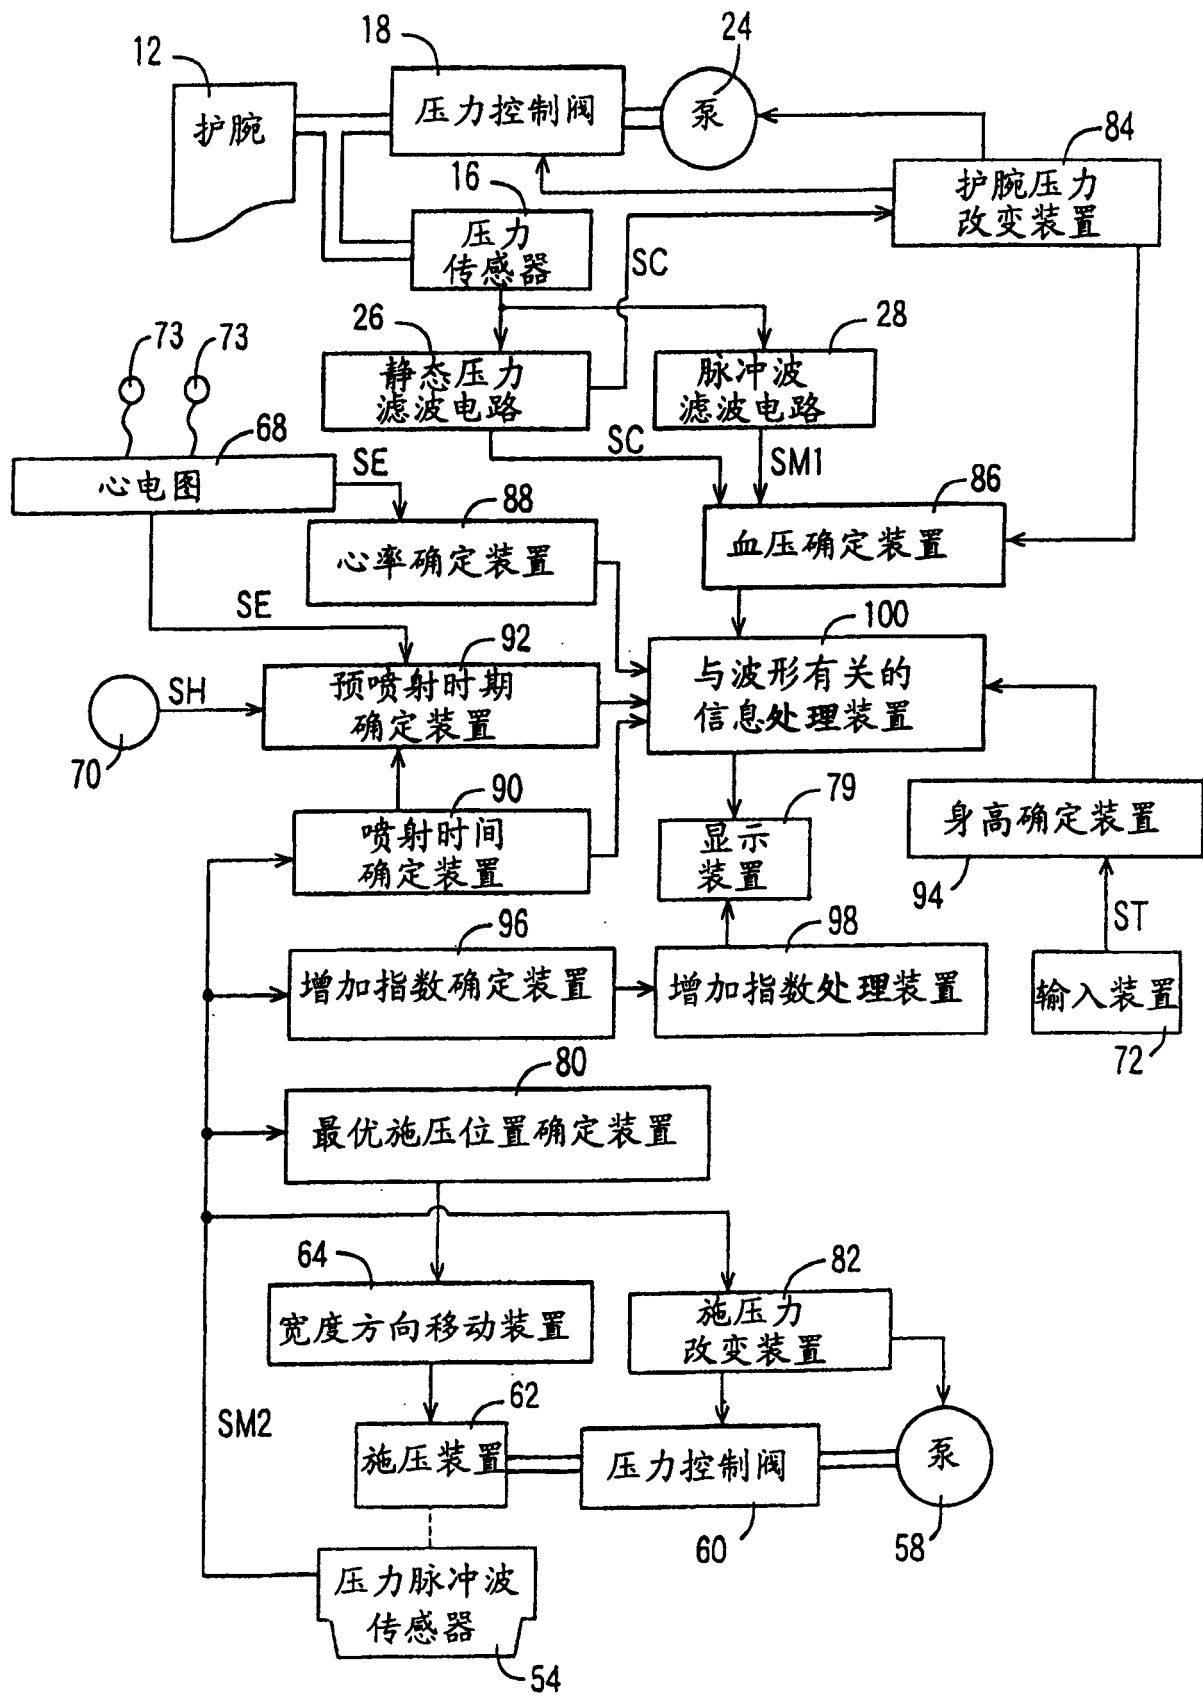 12
18
24
护腕
压力控制阀
泵
84
护腕压力
改变装置
16
压力
传感器
SC
26
28
73
73
静态压力
滤波电路
脉冲波
滤波电路
68
SE
SC
SM1
86
心电图
88
心率确定装置
血压确定装置
SE
92
100
SH
预喷射时期
确定装置
与波形有关的
信息处理装置
70
90
79
喷射时间
确定装置
显示
装置
身高确定装置
94
ST
96
98
增加指数确定装置
增加指数处理装置
输入装置
72
80
最优施压位置确定装置
64
82
宽度方向移动装置
施压力
改变装置
SM2
62
施压装置
压力控制阀
泵
60
58
压力脉冲波
传感器
54